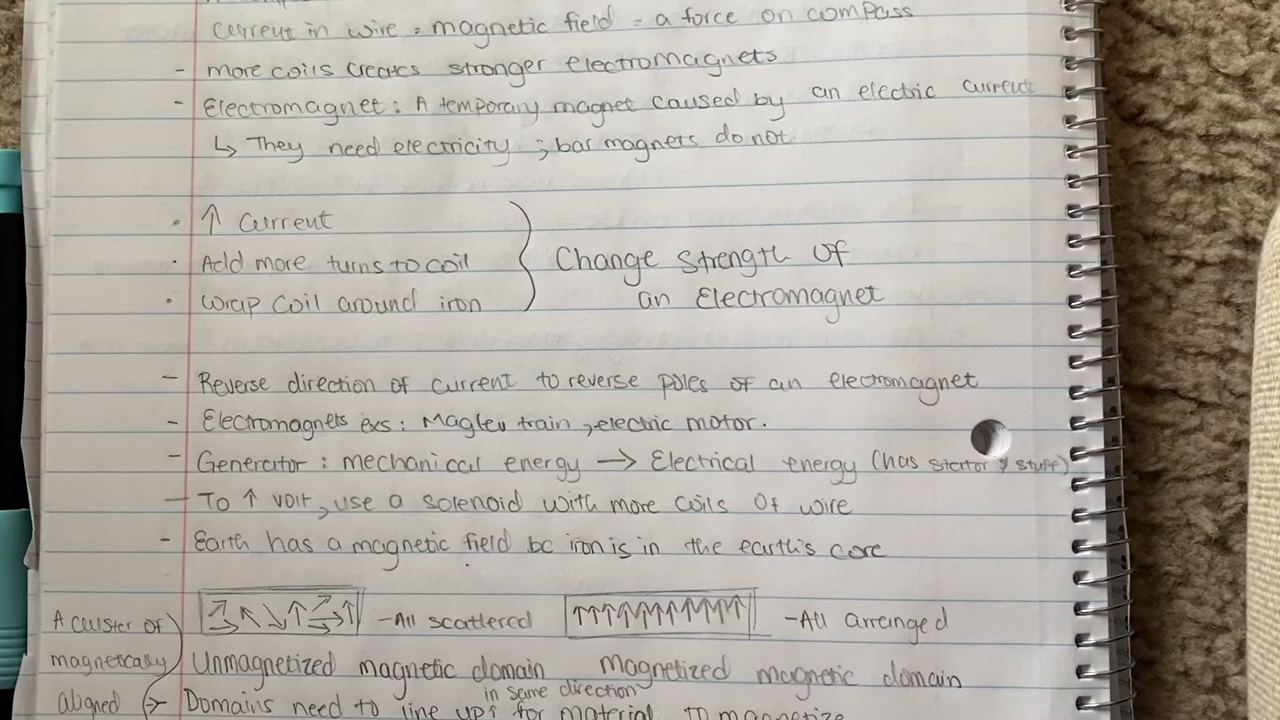 current in wire = magnetic field = a force on compass
- more coils creates stronger electromagnets
- Electromagnet: A temporary magnet caused by an electric current
↳ They need electricity ; bar magnets do not.
• ↑ Current
• Add more turns to coil
• Wrap coil around iron
Change strength of
an Electromagnet
- Reverse direction of current to reverse poles of an electromagnet
- Electromagnets exs: Maglev train, electric motor.
- Generator: mechanical energy → Electrical energy (has stator & stuff)
- To ↑ volt, use a solenoid with more coils of wire
- Earth has a magnetic field bc iron is in the earth's core
- All scattered
- All arranged
A cluster of
magnetically
aligned
Unmagnetized magnetic domain magnetized magnetic domain
in same direction
Domains need to line up↑ for material to magnetize